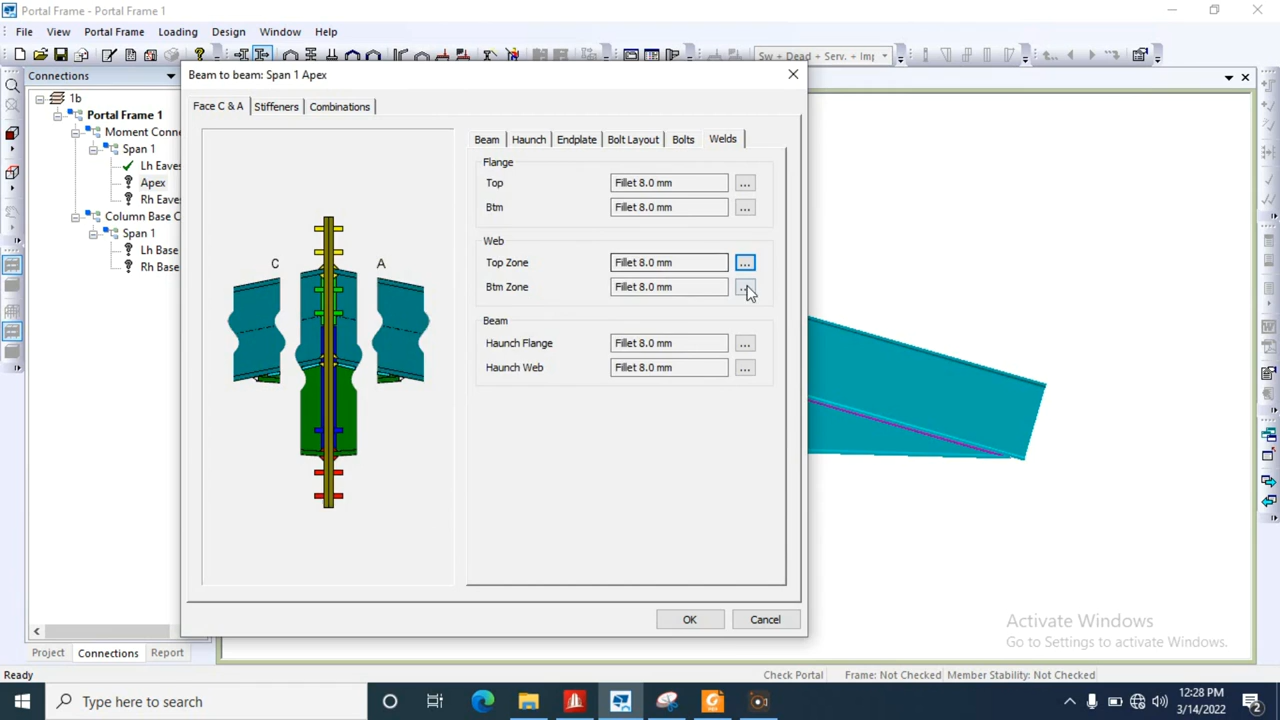 Portal Frame - Portal Frame
File View Portal Frame Loading Design Window Help
Sw + Dead + Serv. + Imp
Connections
1b
Portal Frame 1
Moment Conne
Span 1
Lh Eaves
Apex
Rh Eaves
Column Base C
Span 1
Lh Base
Rh Base
Project Connections Report
Beam to beam: Span 1 Apex
Face C & A Stiffeners Combinations
C A
Beam Haunch Endplate Bolt Layout Bolts Welds
Flange
Top Fillet 8.0 mm ...
Btm Fillet 8.0 mm ...
Web
Top Zone Fillet 8.0 mm ...
Btm Zone Fillet 8.0 mm ...
Beam
Haunch Flange Fillet 8.0 mm ...
Haunch Web Fillet 8.0 mm ...
OK Cancel
Activate Windows
Go to Settings to activate Windows.
Ready Check Portal Frame: Not Checked Member Stability: Not Checked
Type here to search
12:28 PM
3/14/2022
2